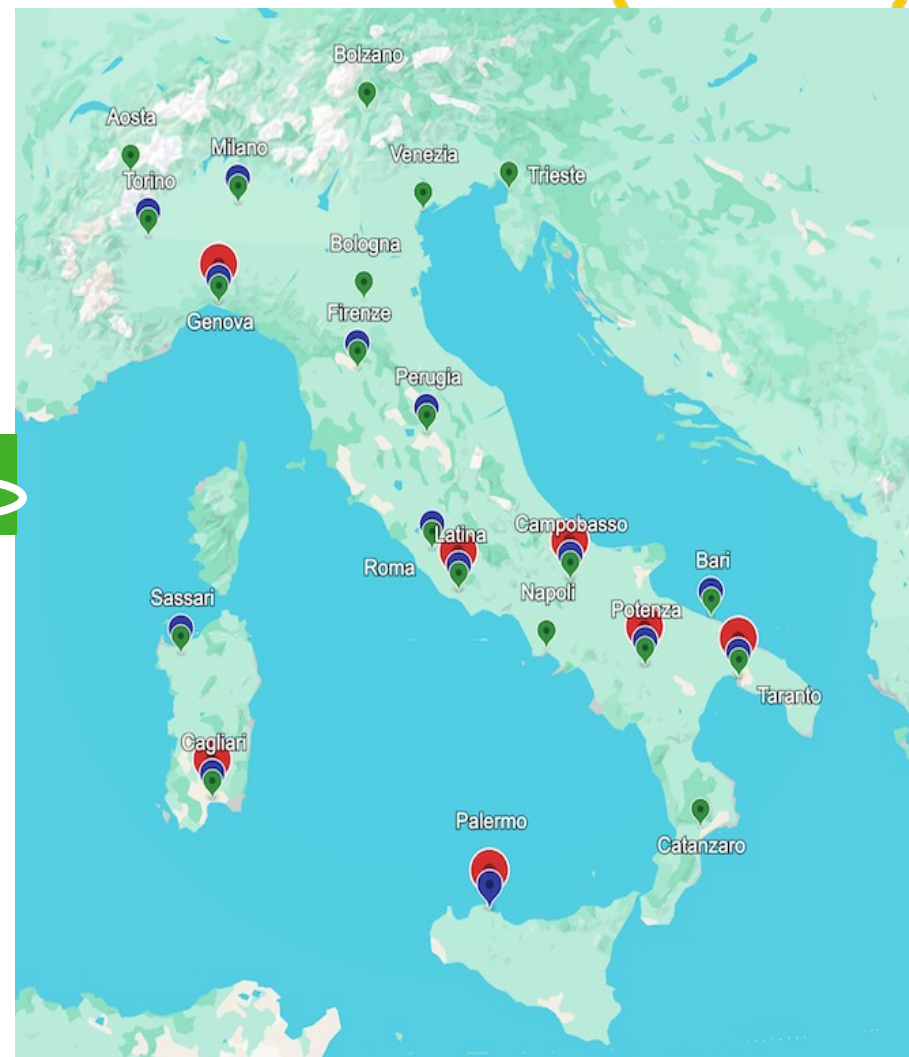 Bolzano
Aosta
Milano
Venezia
Torino
Trieste
Bologna
Genova
Firenze
Perugia
Latina
Campobasso
Roma
Bari
Napoli
Sassari
Potenza
Taranto
Cagliari
Palermo
Catanzaro